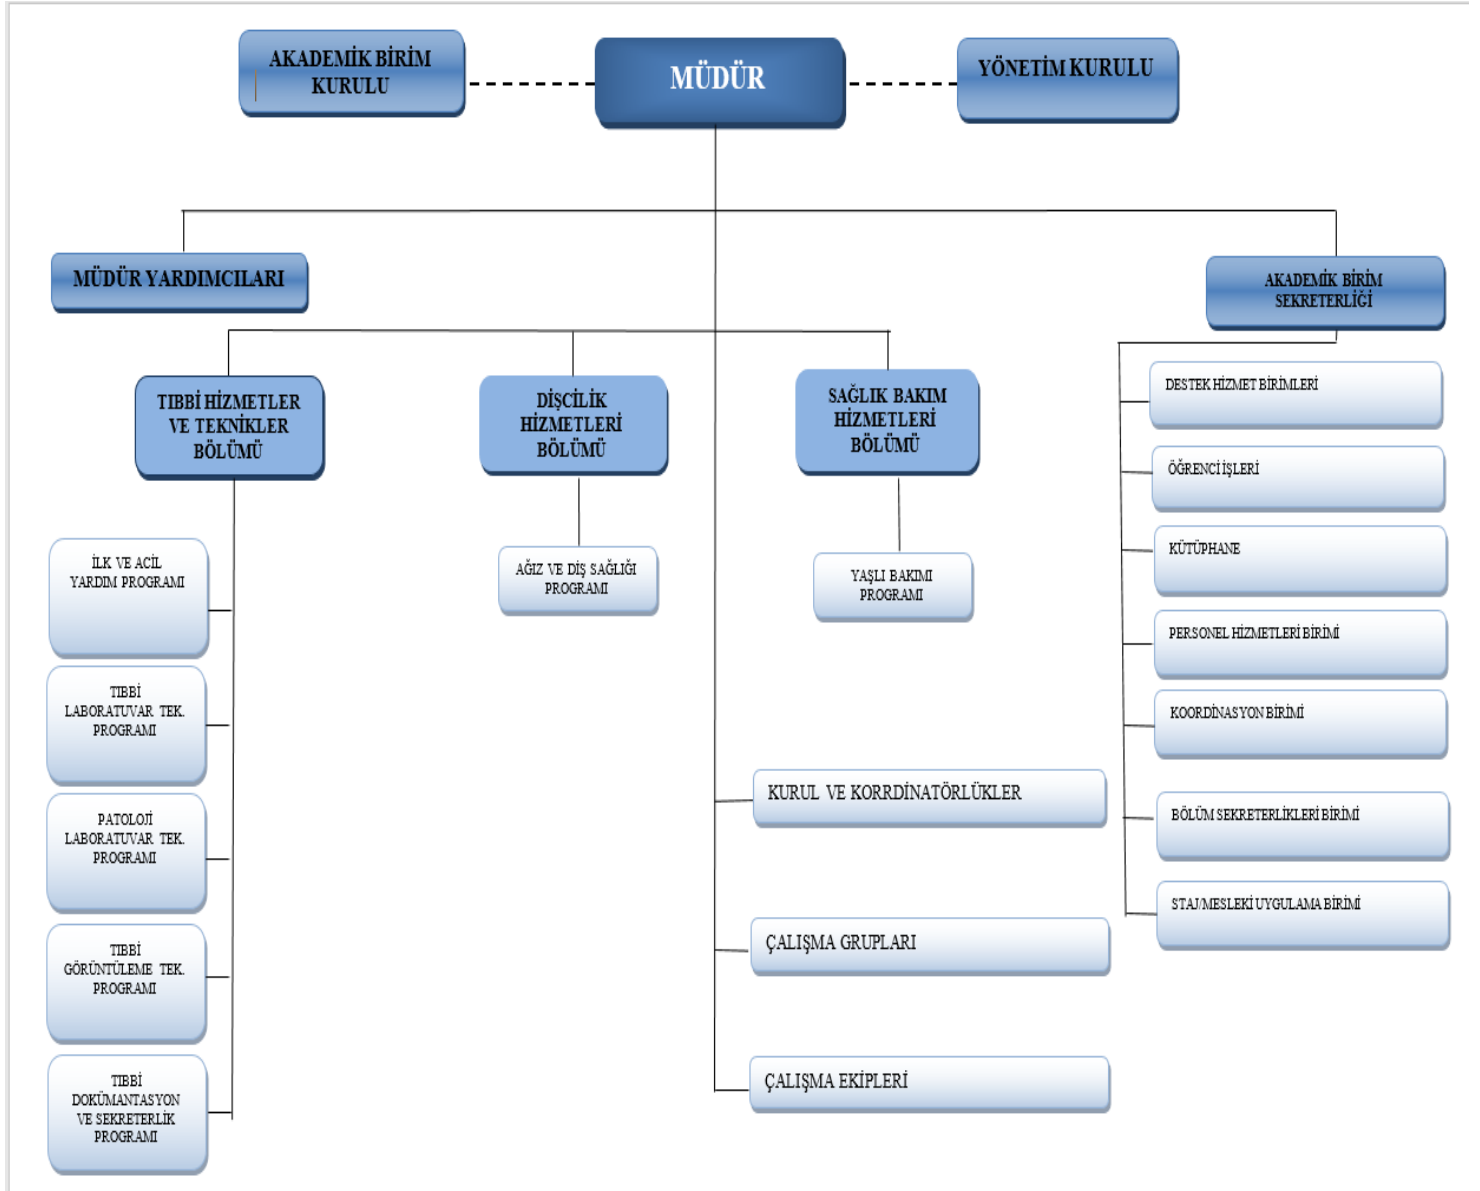 AKADEMİK BİRİM
KURULU
MÜDÜR
YÖNETİM KURULU
MÜDÜR YARDIMCILARI
AKADEMİK BİRİM
SEKRETERLİĞİ
TIBBİ HİZMETLER
VE TEKNİKLER
BÖLÜMÜ
DİŞCİLİK
HİZMETLERİ
BÖLÜMÜ
SAĞLIK BAKIM
HİZMETLERİ
BÖLÜMÜ
İLK VE ACİL
YARDIM PROGRAMI
TIBBİ
LABORATUVAR TEK.
PROGRAMI
PATOLOJİ
LABORATUVAR TEK.
PROGRAMI
TIBBİ
GÖRÜNTÜLEME TEK.
PROGRAMI
TIBBİ
DOKÜMANTASYON
VE SEKRETERLİK
PROGRAMI
AĞIZ VE DİŞ SAĞLIĞI
PROGRAMI
YAŞLI BAKIMI
PROGRAMI
KURUL VE KORRDİNATÖRLÜKLER
ÇALIŞMA GRUPLARI
ÇALIŞMA EKİPLERİ
DESTEK HİZMET BİRİMLERİ
ÖĞRENCİ İŞLERİ
KÜTÜPHANE
PERSONEL HİZMETLERİ BİRİMİ
KOORDİNASYON BİRİMİ
BÖLÜM SEKRETERLİKLERİ BİRİMİ
STAJ/MESLEKİ UYGULAMA BİRİMİ